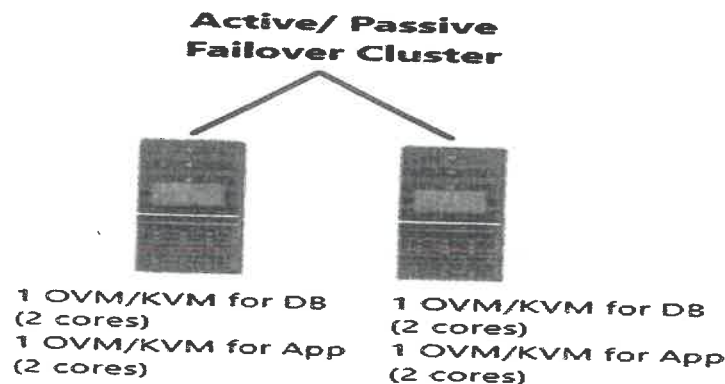 Active/ Passive
Failover Cluster
1 OVM/KVM for DB
(2 cores)
1 OVM/KVM for App
(2 cores)
1 OVM/KVM for DB
(2 cores)
1 OVM/KVM for App
(2 cores)